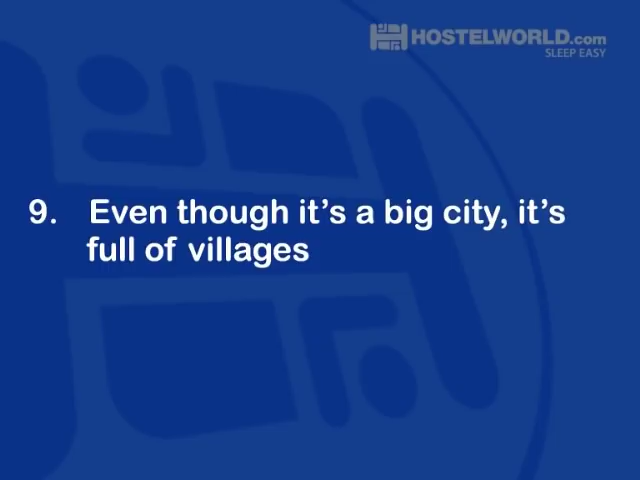 HOSTELWORLD.com
SLEEP EASY
9. Even though it's a big city, it's
full of villages